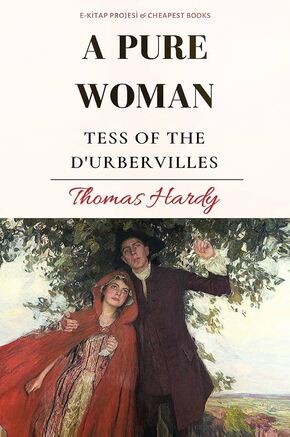 E-KİTAP PROJESİ & CHEAPEST BOOKS
A PURE
WOMAN
TESS OF THE
D'URBERVILLES
Thomas Hardy